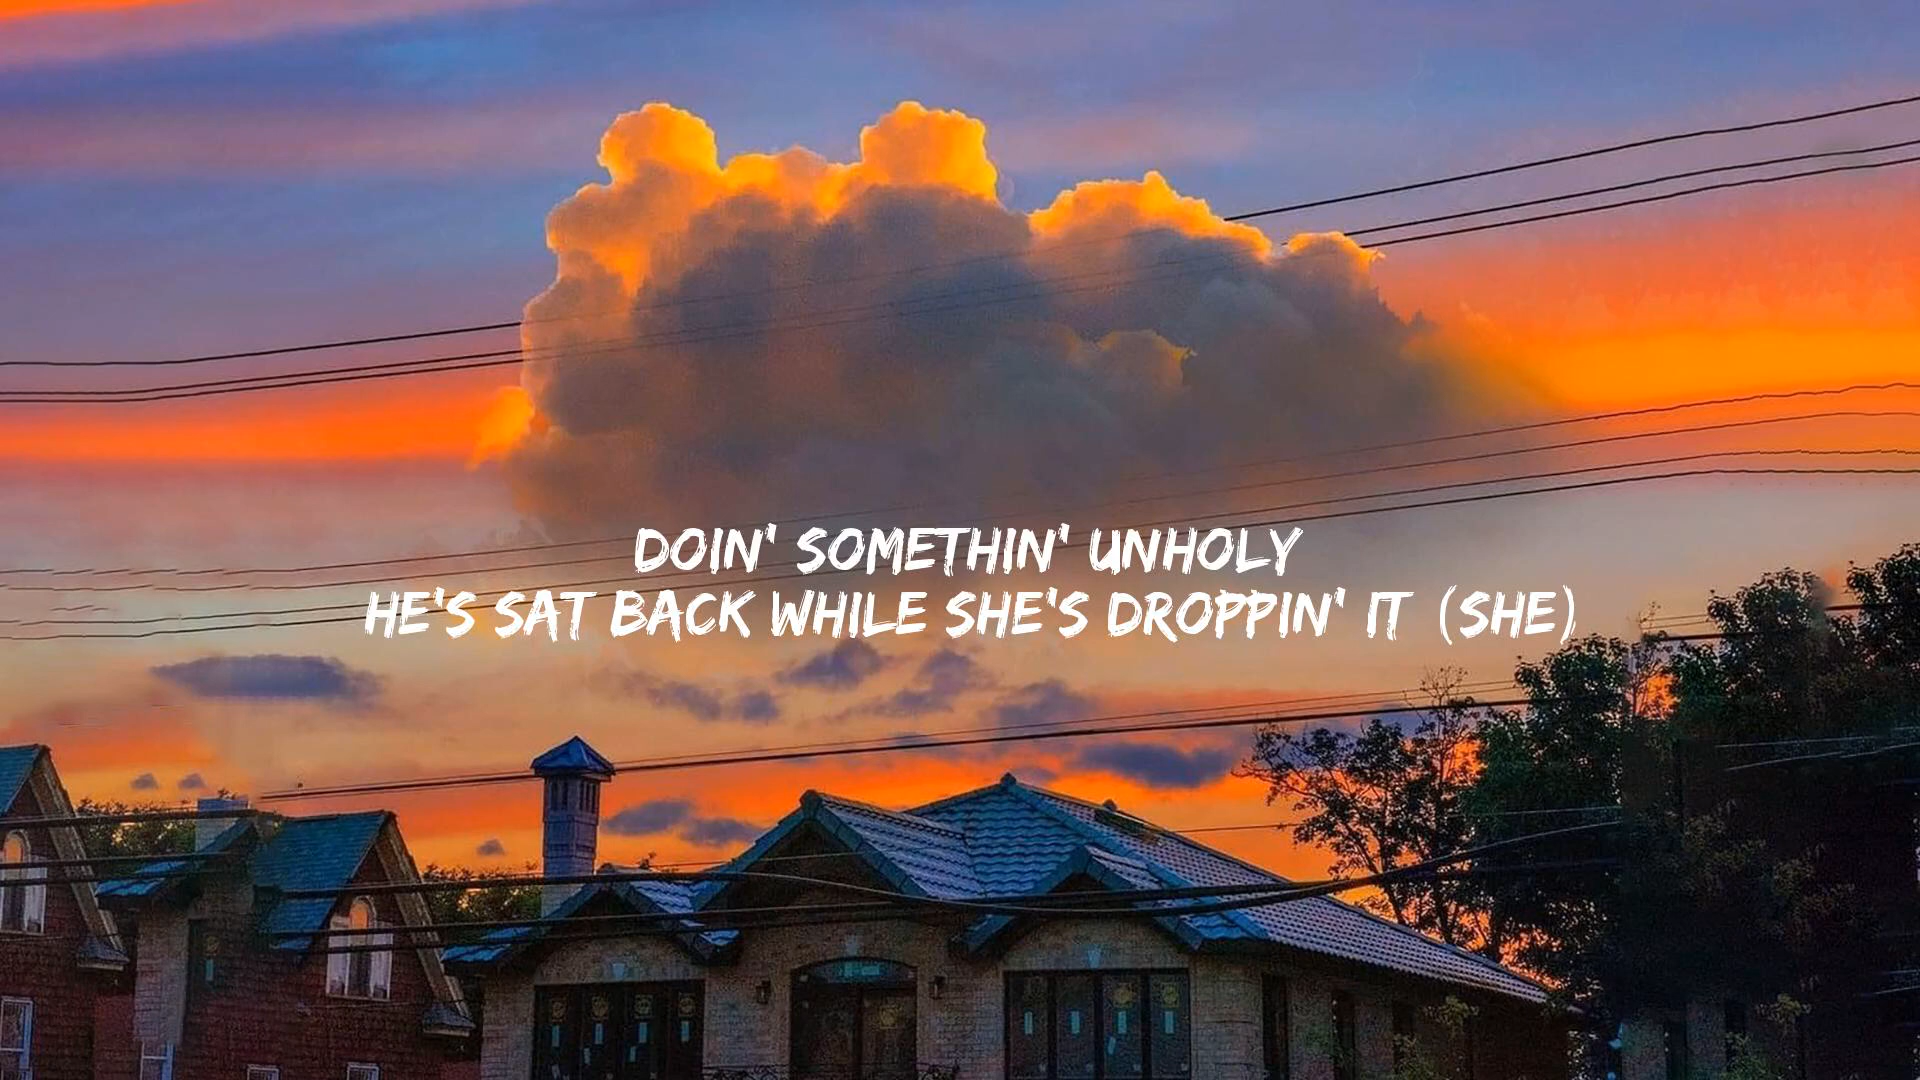 DOIN' SOMETHIN' UNHOLY
HE'S SAT BACK WHILE SHE'S DROPPIN' IT (SHE)